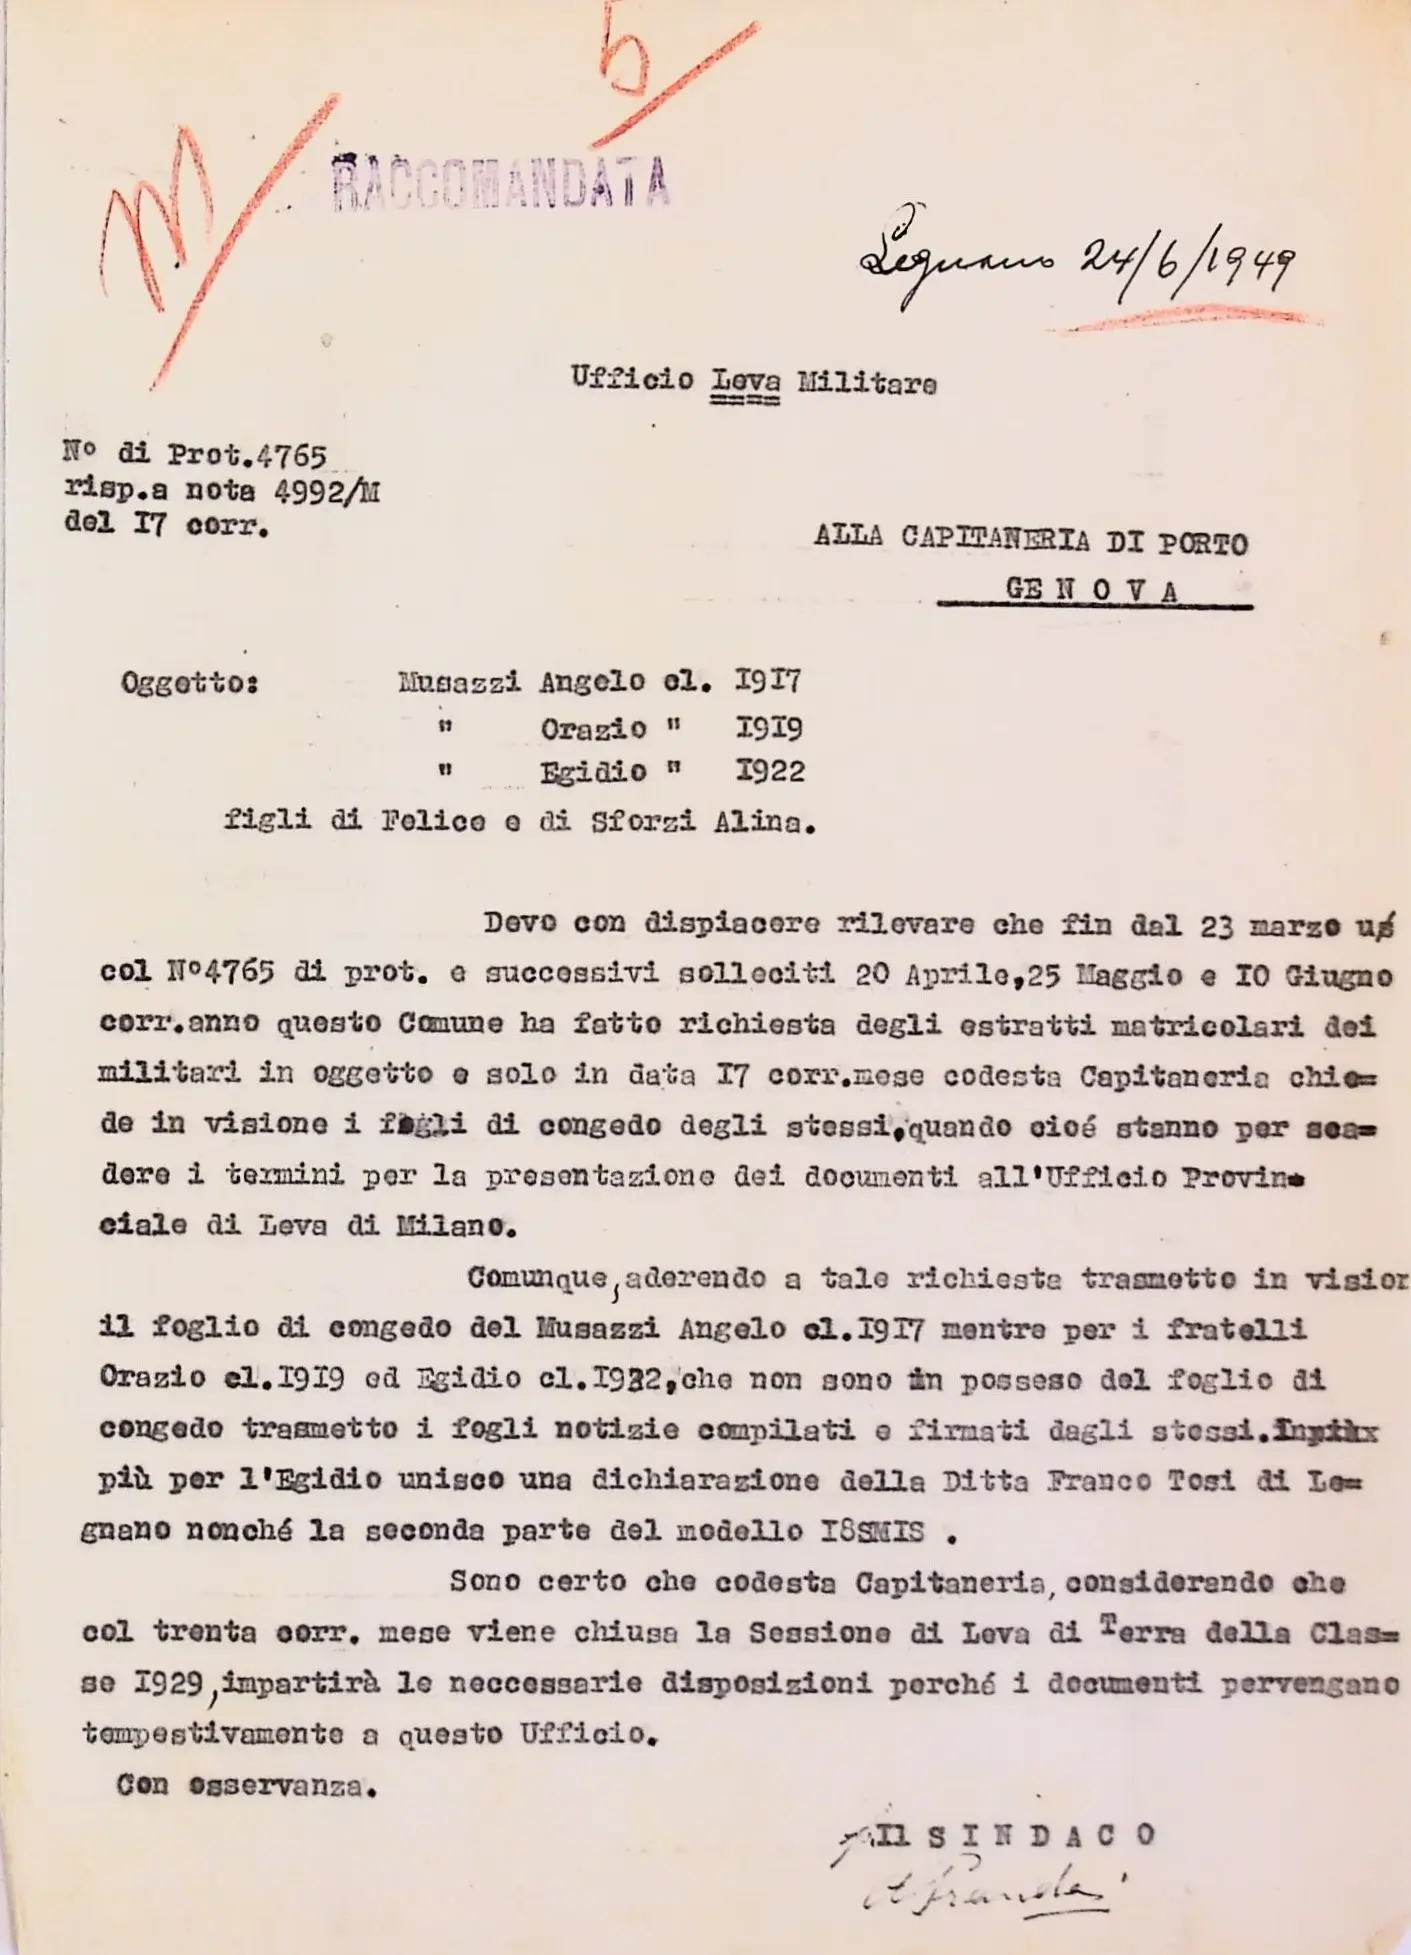 5
M
RACCOMANDATA
Legnano 24/6/1949
Ufficio Leva Militare
N° di Prot.4765
risp.a nota 4992/M
del I7 corr.
ALLA CAPITANERIA DI PORTO
GE N O V A
Oggetto: Musazzi Angelo cl. I9I7
" Orazio " I9I9
" Egidio " I922
figli di Felice e di Sforzi Alina.
Devo con dispiacere rilevare che fin dal 23 marzo
col N°4765 di prot. e successivi solleciti 20 Aprile,25 Maggio e I0 Giugno
corr.anno questo Comune ha fatto richiesta degli estratti matricolari dei
militari in oggetto e solo in data I7 corr.mese codesta Capitaneria chie=
de in visione i fogli di congedo degli stessi,quando cioé stanno per sca=
dere i termini per la presentazione dei documenti all'Ufficio Provin=
ciale di Leva di Milano.
Comunque,aderendo a tale richiesta trasmetto in vision
il foglio di congedo del Musazzi Angelo cl.I9I7 mentre per i fratelli
Orazio cl.I9I9 ed Egidio cl.I922,che non sono in posseso del foglio di
congedo trasmetto i fogli notizie compilati e firmati dagli stessi.
più per l'Egidio unisco una dichiarazione della Ditta Franco Tosi di Le=
gnano nonché la seconda parte del modello I8SMIS .
Sono certo che codesta Capitaneria,considerando che
col trenta corr. mese viene chiusa la Sessione di Leva di Terra della Clas=
se I929,impartirà le neccessarie disposizioni perché i documenti pervengano
tempestivamente a questo Ufficio.
Con osservanza.
Il S I N D A C O